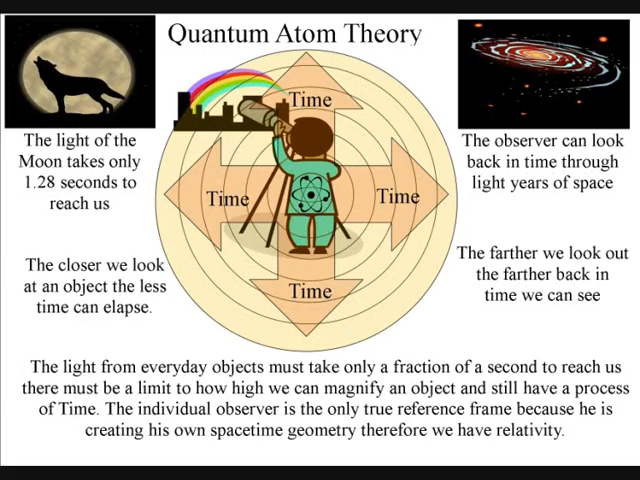 Quantum Atom Theory
Time
The light of the
Moon takes only
1.28 seconds to
reach us
The observer can look
back in time through
light years of space
Time
Time
The closer we look
at an object the less
time can elapse.
The farther we look out
the farther back in
time we can see
Time
The light from everyday objects must take only a fraction of a second to reach us
there must be a limit to how high we can magnify an object and still have a process
of Time. The individual observer is the only true reference frame because he is
creating his own spacetime geometry therefore we have relativity.